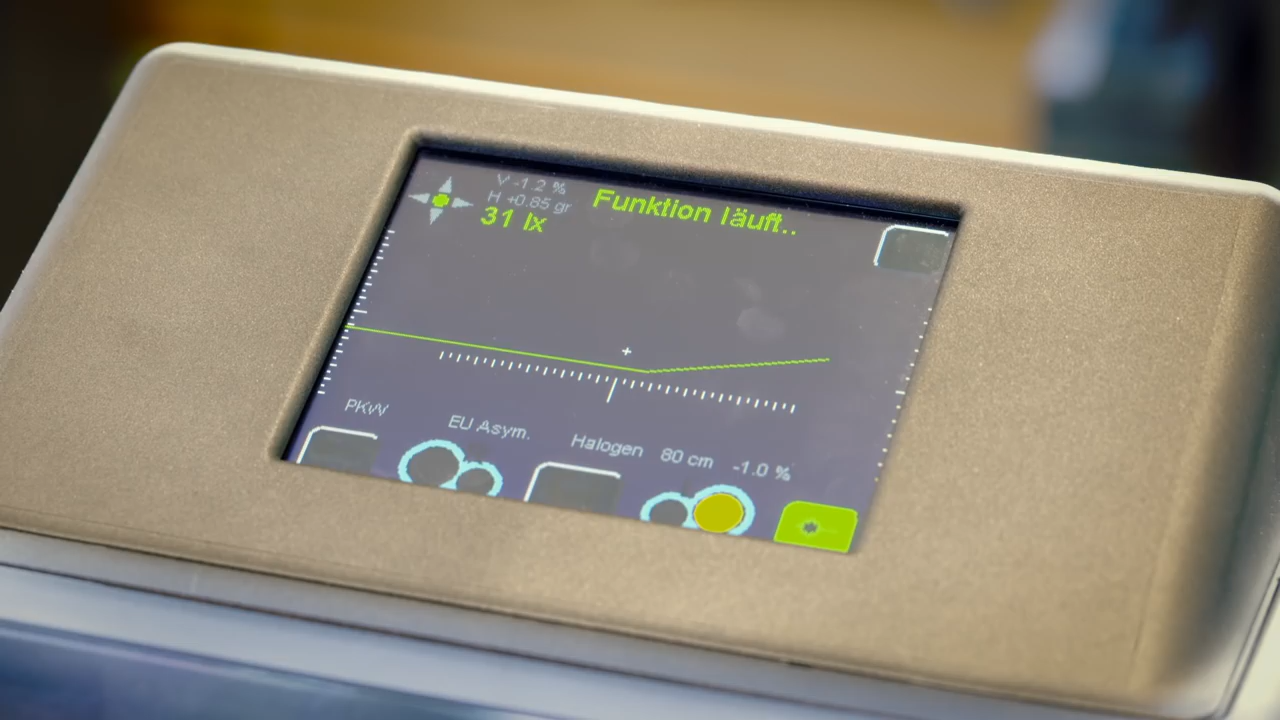 V -1.2 %
H +0.85 gr
31 lx
Funktion läuft..
PKW
EU Asym.
Halogen
80 cm
-1.0 %